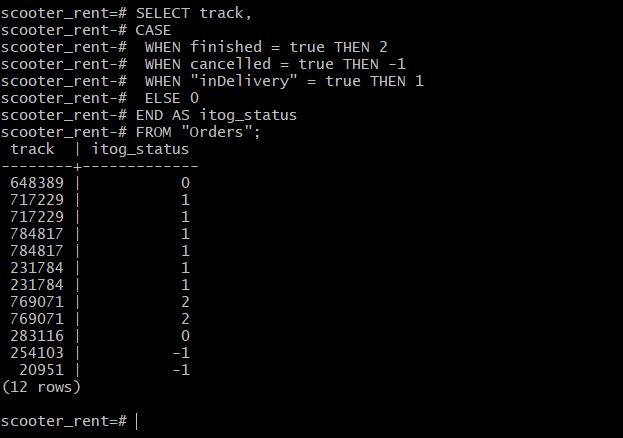 scooter_rent=# SELECT track,
scooter_rent-# CASE
scooter_rent-#  WHEN finished = true THEN 2
scooter_rent-#  WHEN cancelled = true THEN -1
scooter_rent-#  WHEN "inDelivery" = true THEN 1
scooter_rent-#  ELSE 0
scooter_rent-# END AS itog_status
scooter_rent-# FROM "Orders";
 track  | itog_status
--------+-------------
 648389 |           0
 717229 |           1
 717229 |           1
 784817 |           1
 784817 |           1
 231784 |           1
 231784 |           1
 769071 |           2
 769071 |           2
 283116 |           0
 254103 |          -1
  20951 |          -1
(12 rows)
scooter_rent=#